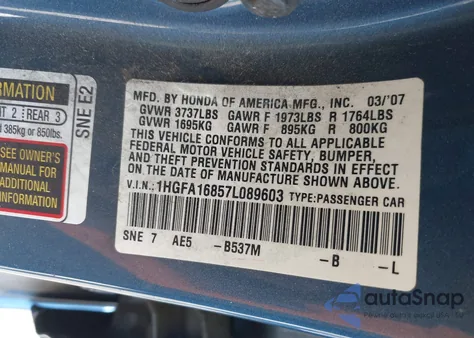 ORMATION
T 2 REAR 3
d 385kg or 850lbs.
SEE OWNER'S
MANUAL FOR
SNE E2
MFD. BY HONDA OF AMERICA MFG., INC. 03/'07
GVWR 3737LBS GAWR F 1973LBS R 1764LBS
GVWR 1695KG GAWR F 895KG R 800KG
THIS VEHICLE CONFORMS TO ALL APPLICABLE
FEDERAL MOTOR VEHICLE SAFETY, BUMPER,
AND THEFT PREVENTION STANDARDS IN EFFECT
ON THE DATE OF MANUFACTURE SHOWN ABOVE.
V.I.N.: 1HGFA16857L089603 TYPE:PASSENGER CAR
SNE 7 AE5 -B537M -B -L
autoSnap